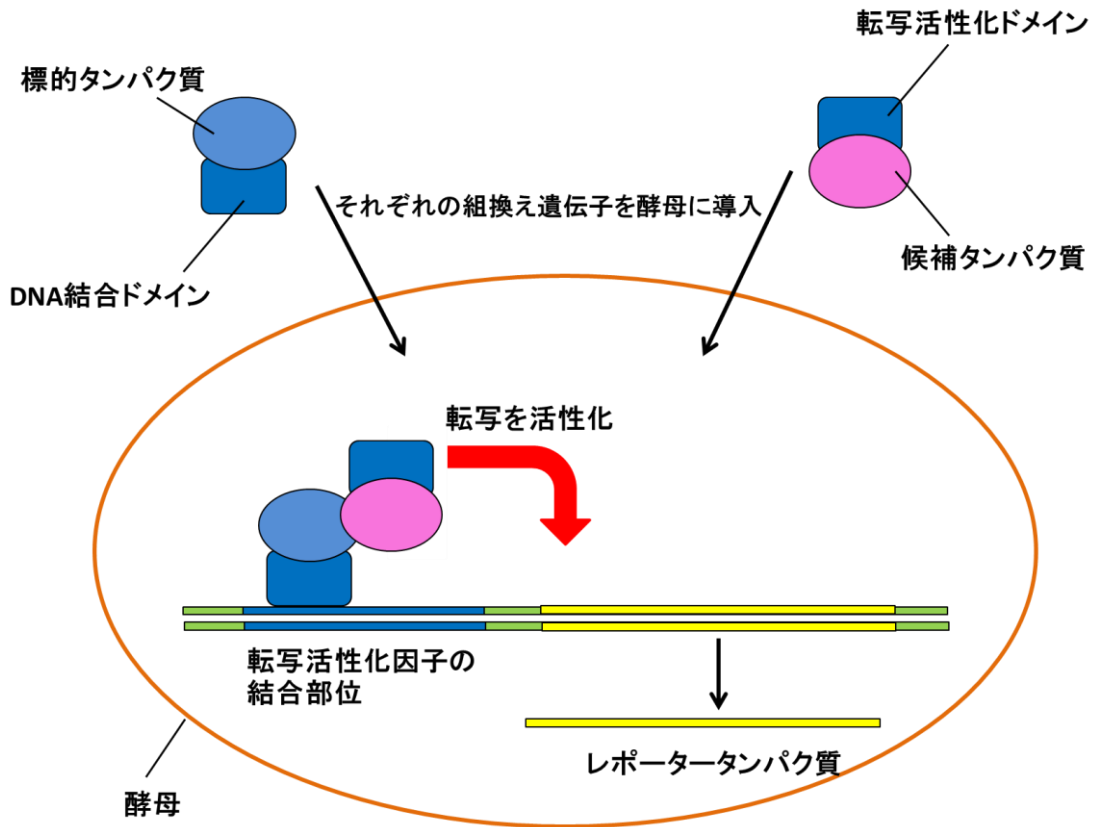 転写活性化ドメイン
標的タンパク質
それぞれの組換え遺伝子を酵母に導入
候補タンパク質
DNA結合ドメイン
転写を活性化
転写活性化因子の
結合部位
レポータータンパク質
酵母